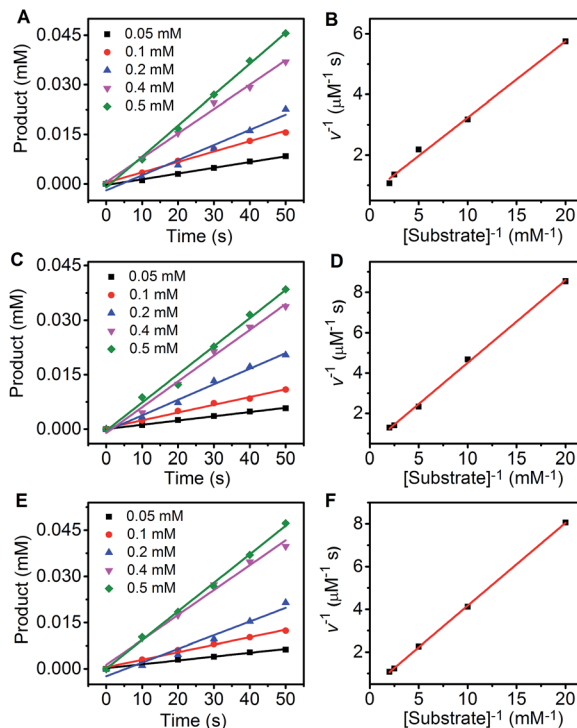 A
0.05 mM
0.1 mM
0.2 mM
0.4 mM
0.5 mM
Product (mM)
0.045
0.030
0.015
0.000
0 10 20 30 40 50
Time (s)
B
v⁻¹ (μM⁻¹ s)
6
4
2
5 10 15 20
[Substrate]⁻¹ (mM⁻¹)
C
0.05 mM
0.1 mM
0.2 mM
0.4 mM
0.5 mM
Product (mM)
0.045
0.030
0.015
0.000
0 10 20 30 40 50
Time (s)
D
v⁻¹ (μM⁻¹ s)
8
6
4
2
0 5 10 15 20
[Substrate]⁻¹ (mM⁻¹)
E
0.05 mM
0.1 mM
0.2 mM
0.4 mM
0.5 mM
Product (mM)
0.045
0.030
0.015
0.000
0 10 20 30 40 50
Time (s)
F
v⁻¹ (μM⁻¹ s)
8
6
4
2
0 5 10 15 20
[Substrate]⁻¹ (mM⁻¹)